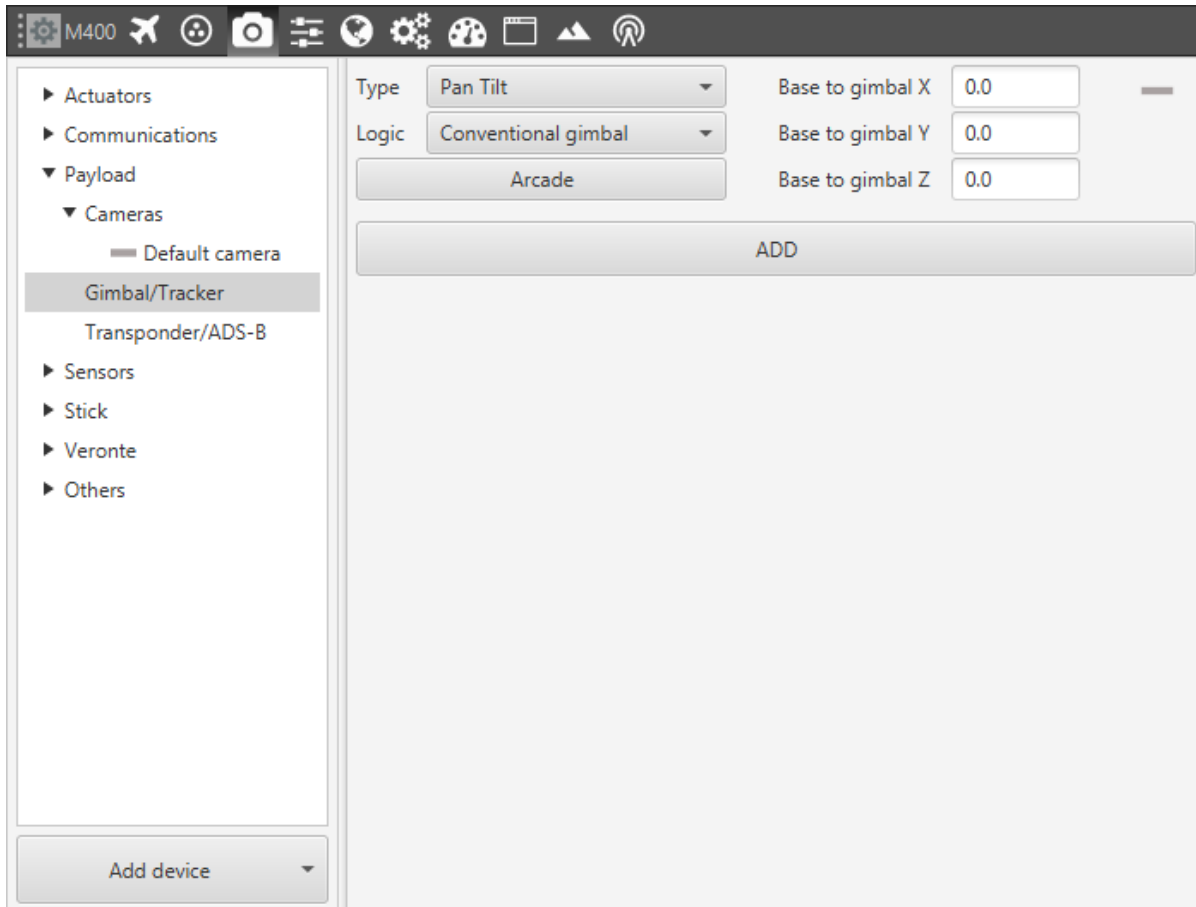 M400
Actuators
Communications
Payload
Cameras
Default camera
Gimbal/Tracker
Transponder/ADS-B
Sensors
Stick
Veronte
Others
Add device
Type Pan Tilt Base to gimbal X 0.0
Logic Conventional gimbal Base to gimbal Y 0.0
Arcade Base to gimbal Z 0.0
ADD